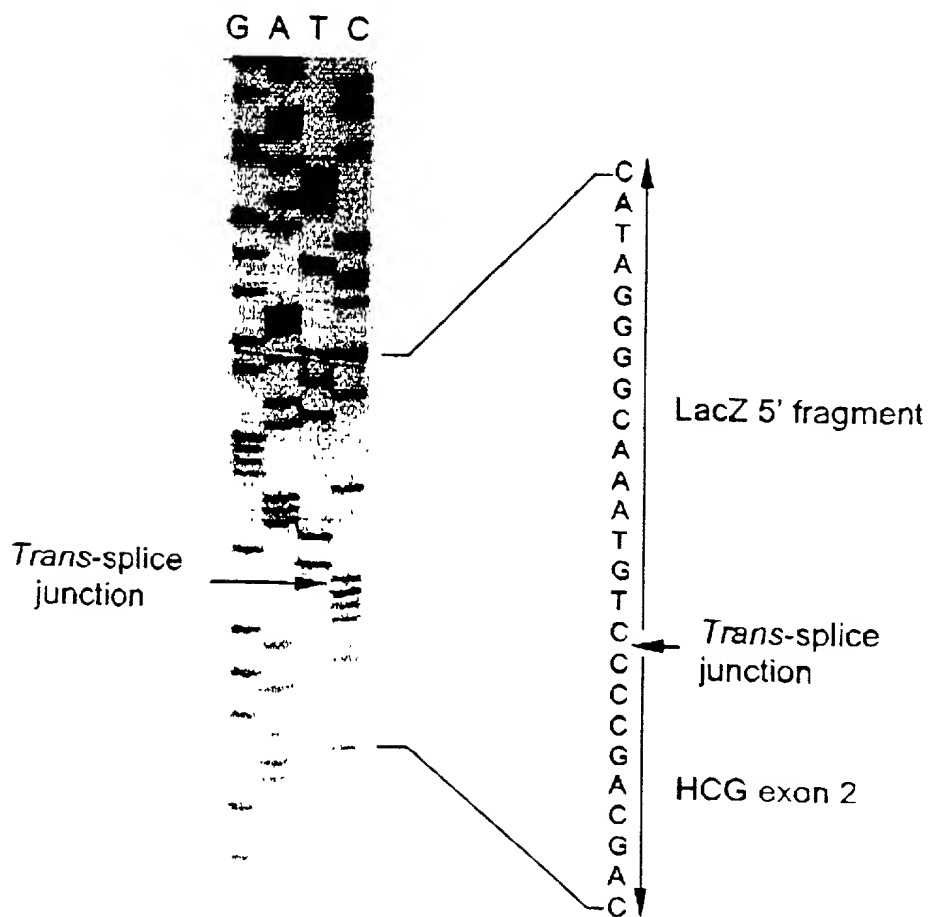 G A T C
C
A
T
A
G
G
G
G
C
A
A
A
T
G
T
C
C
C
C
G
A
C
G
A
C
LacZ 5' fragment
Trans-splice
junction
Trans-splice
junction
HCG exon 2